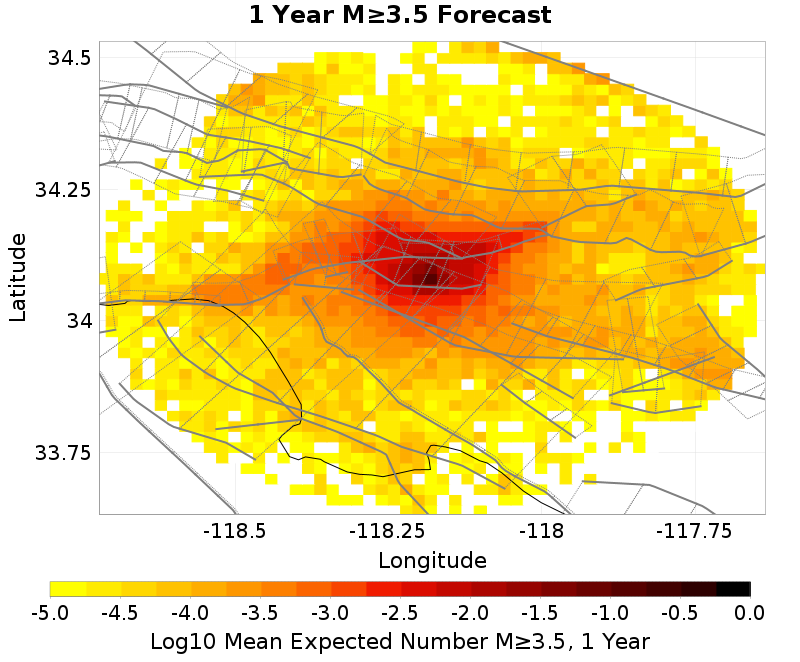 1 Year M≥3.5 Forecast
34.5
34.25
34
33.75
Latitude
-118.5 -118.25 -118 -117.75
Longitude
-5.0 -4.5 -4.0 -3.5 -3.0 -2.5 -2.0 -1.5 -1.0 -0.5 0.0
Log10 Mean Expected Number M≥3.5, 1 Year